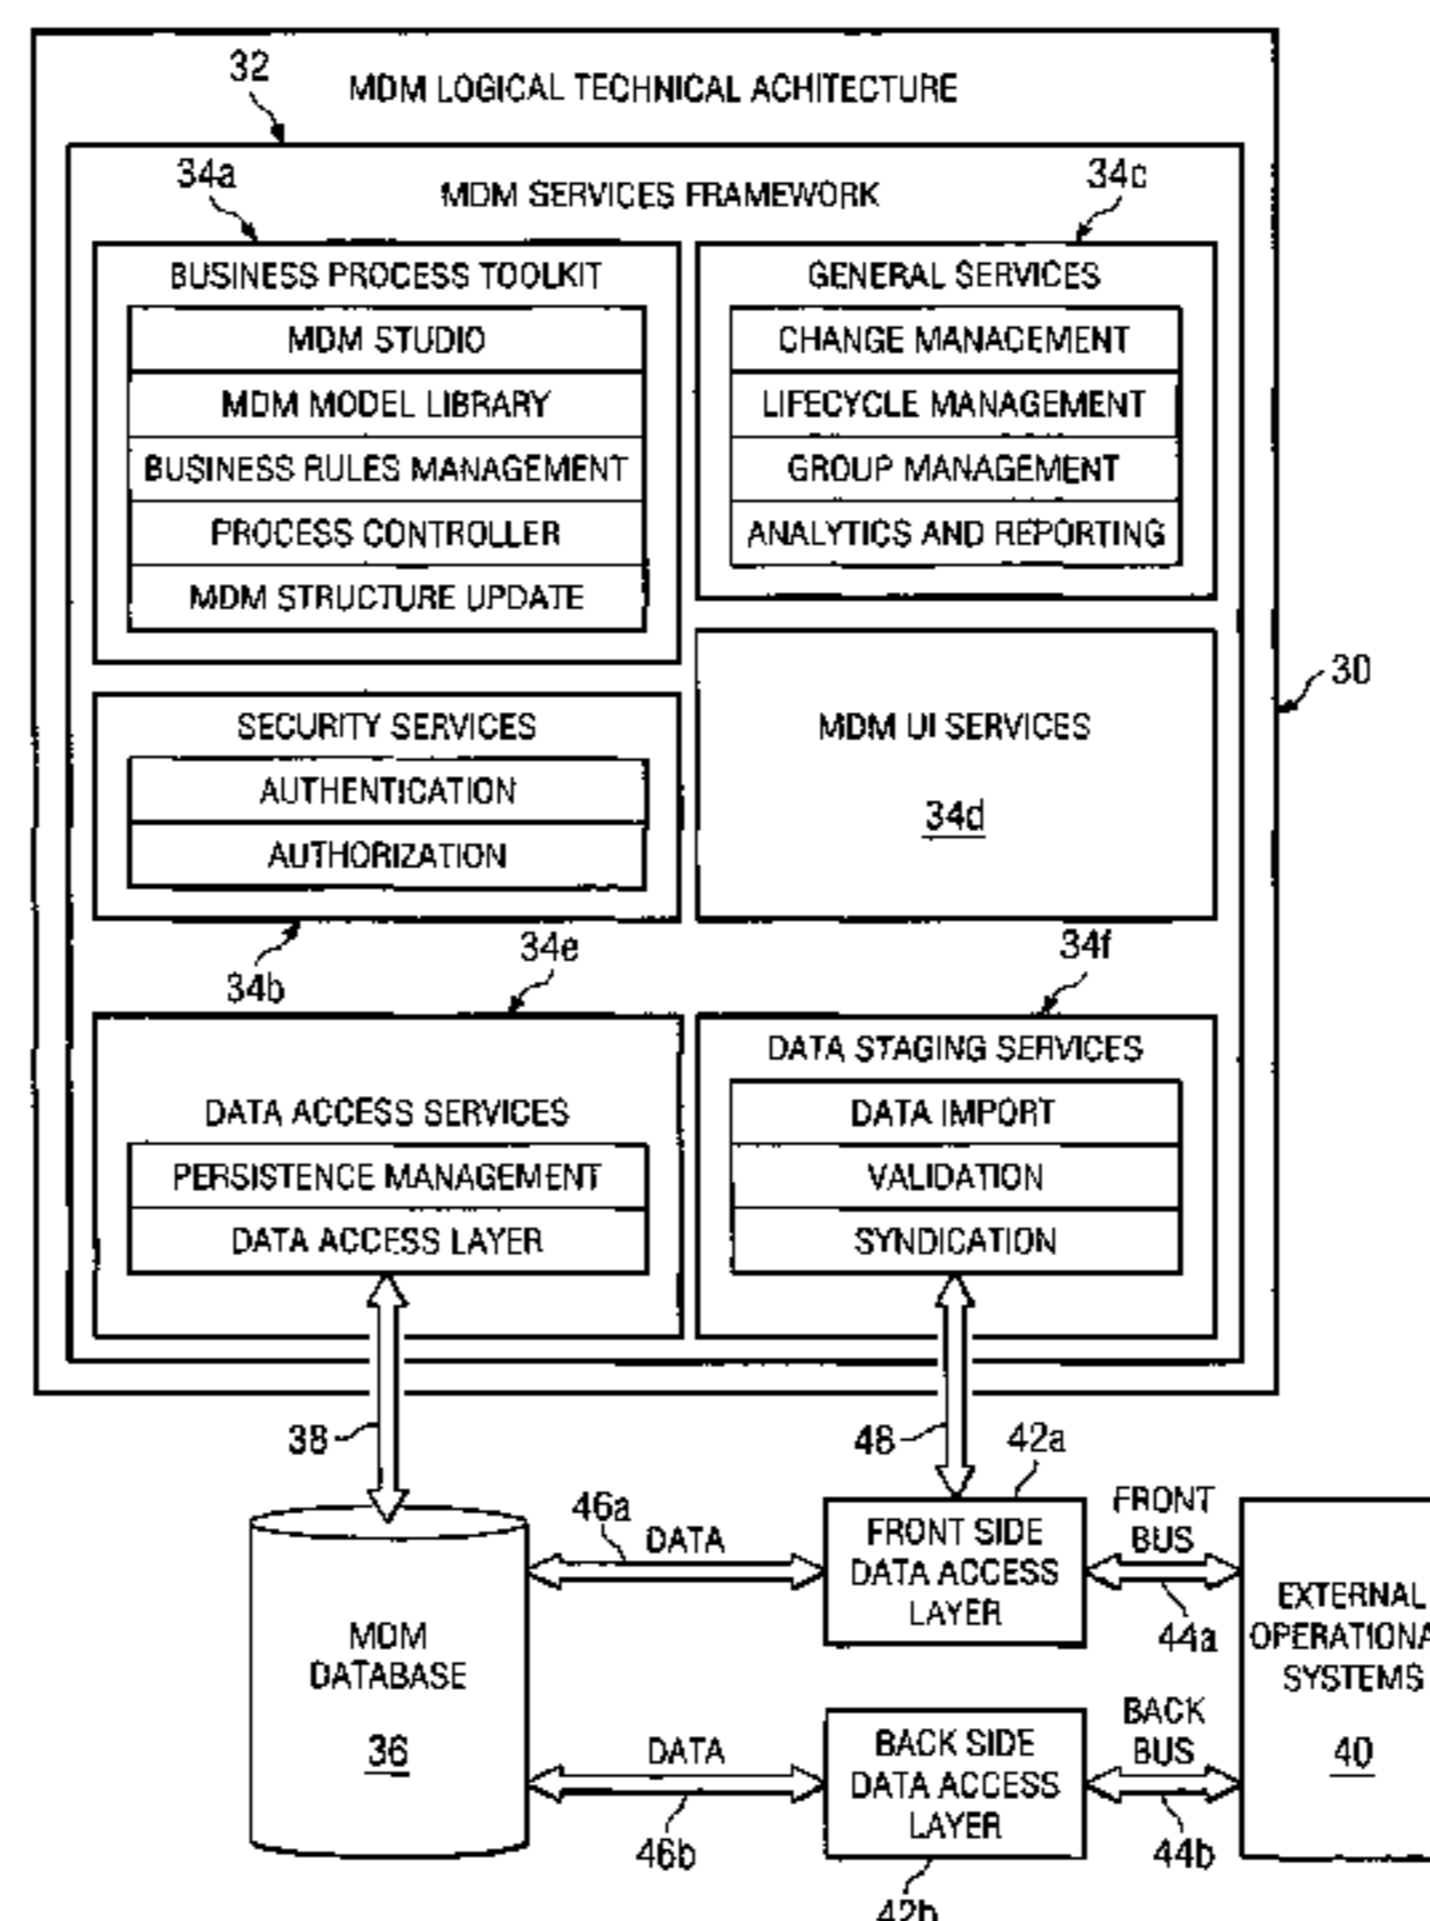 32
MDM LOGICAL TECHNICAL ACHITECTURE
34a
MDM SERVICES FRAMEWORK
34c
BUSINESS PROCESS TOOLKIT
MDM STUDIO
MDM MODEL LIBRARY
BUSINESS RULES MANAGEMENT
PROCESS CONTROLLER
MDM STRUCTURE UPDATE
GENERAL SERVICES
CHANGE MANAGEMENT
LIFECYCLE MANAGEMENT
GROUP MANAGEMENT
ANALYTICS AND REPORTING
30
SECURITY SERVICES
AUTHENTICATION
AUTHORIZATION
34b
MDM UI SERVICES
34d
34e
34f
DATA ACCESS SERVICES
PERSISTENCE MANAGEMENT
DATA ACCESS LAYER
DATA STAGING SERVICES
DATA IMPORT
VALIDATION
SYNDICATION
38
48
42a
46a
DATA
FRONT SIDE
DATA ACCESS
LAYER
FRONT
BUS
44a
MDM
DATABASE
36
EXTERNAL
OPERATIONA
SYSTEMS
40
DATA
46b
BACK SIDE
DATA ACCESS
LAYER
BACK
BUS
44b
42b